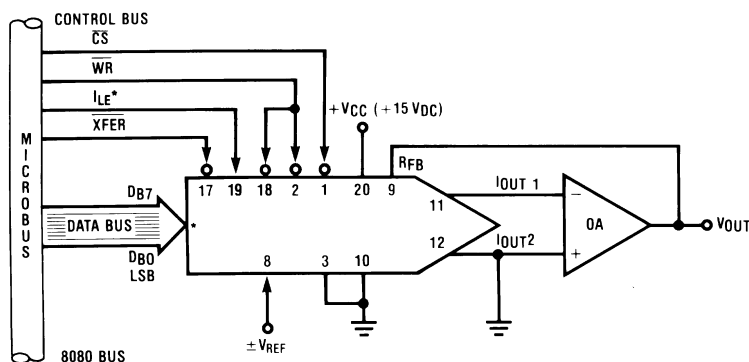 CONTROL BUS
CS
WR
ILE*
XFER
+VCC (+15 VDC)
RFB
17 19 18 2 1 20 9
IOUT 1
11
OA
VOUT
MICROBUS
DB7
DATA BUS
*
12
IOUT2
DB0
LSB
8 3 10
±VREF
8080 BUS
−
+